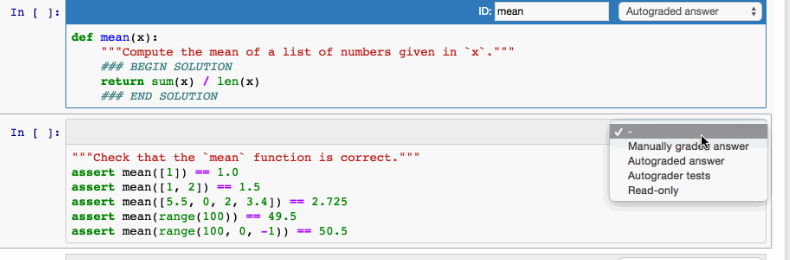 In [ ]:
ID: mean Autograded answer
def mean(x):
    """Compute the mean of a list of numbers given in `x`."""
    ### BEGIN SOLUTION
    return sum(x) / len(x)
    ### END SOLUTION
In [ ]:
✓ -
Manually graded answer
Autograded answer
Autograder tests
Read-only
"""Check that the `mean` function is correct."""
assert mean([1]) == 1.0
assert mean([1, 2]) == 1.5
assert mean([5.5, 0, 2, 3.4]) == 2.725
assert mean(range(100)) == 49.5
assert mean(range(100, 0, -1)) == 50.5